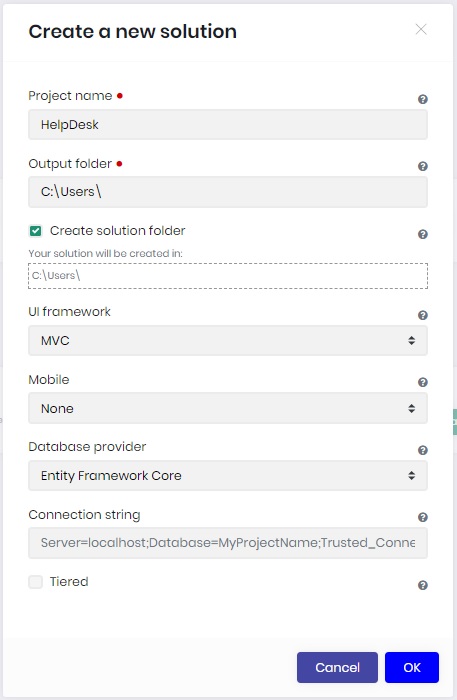 Create a new solution
Project name
HelpDesk
Output folder
C:\Users\
Create solution folder
Your solution will be created in:
C:\Users\
UI framework
MVC
Mobile
None
Database provider
Entity Framework Core
Connection string
Server=localhost;Database=MyProjectName;Trusted_Conne
Tiered
Cancel OK